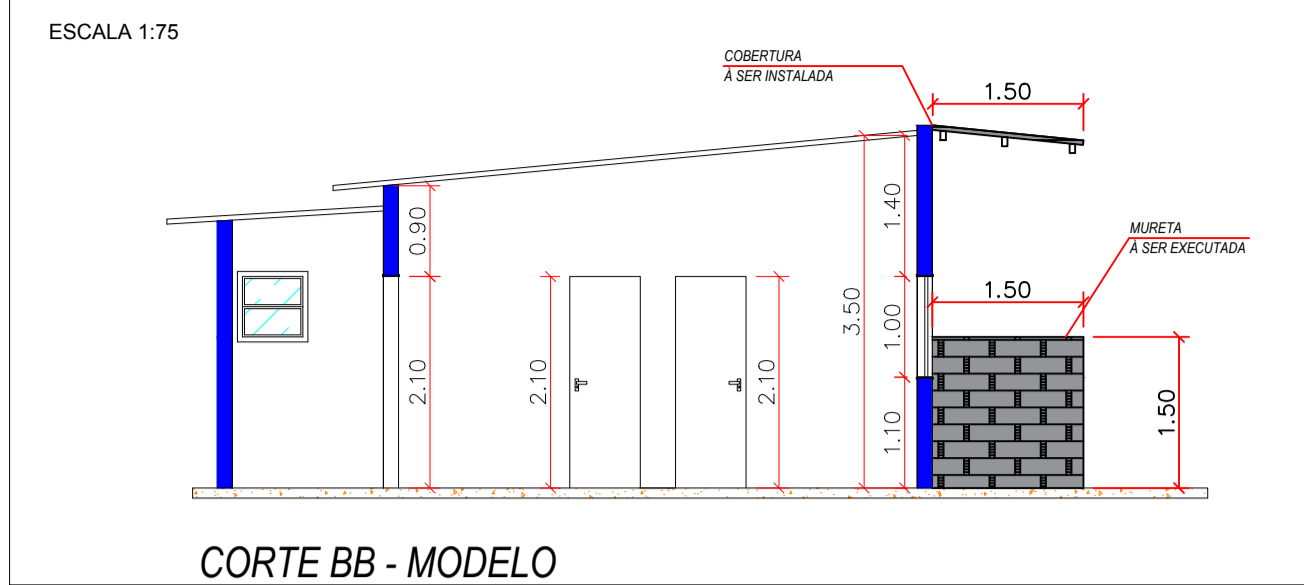 ESCALA 1:75
COBERTURA
À SER INSTALADA
1.50
0.90
1.40
MURETA
À SER EXECUTADA
1.50
3.50
1.00
2.10
2.10
2.10
1.10
1.50
CORTE BB - MODELO